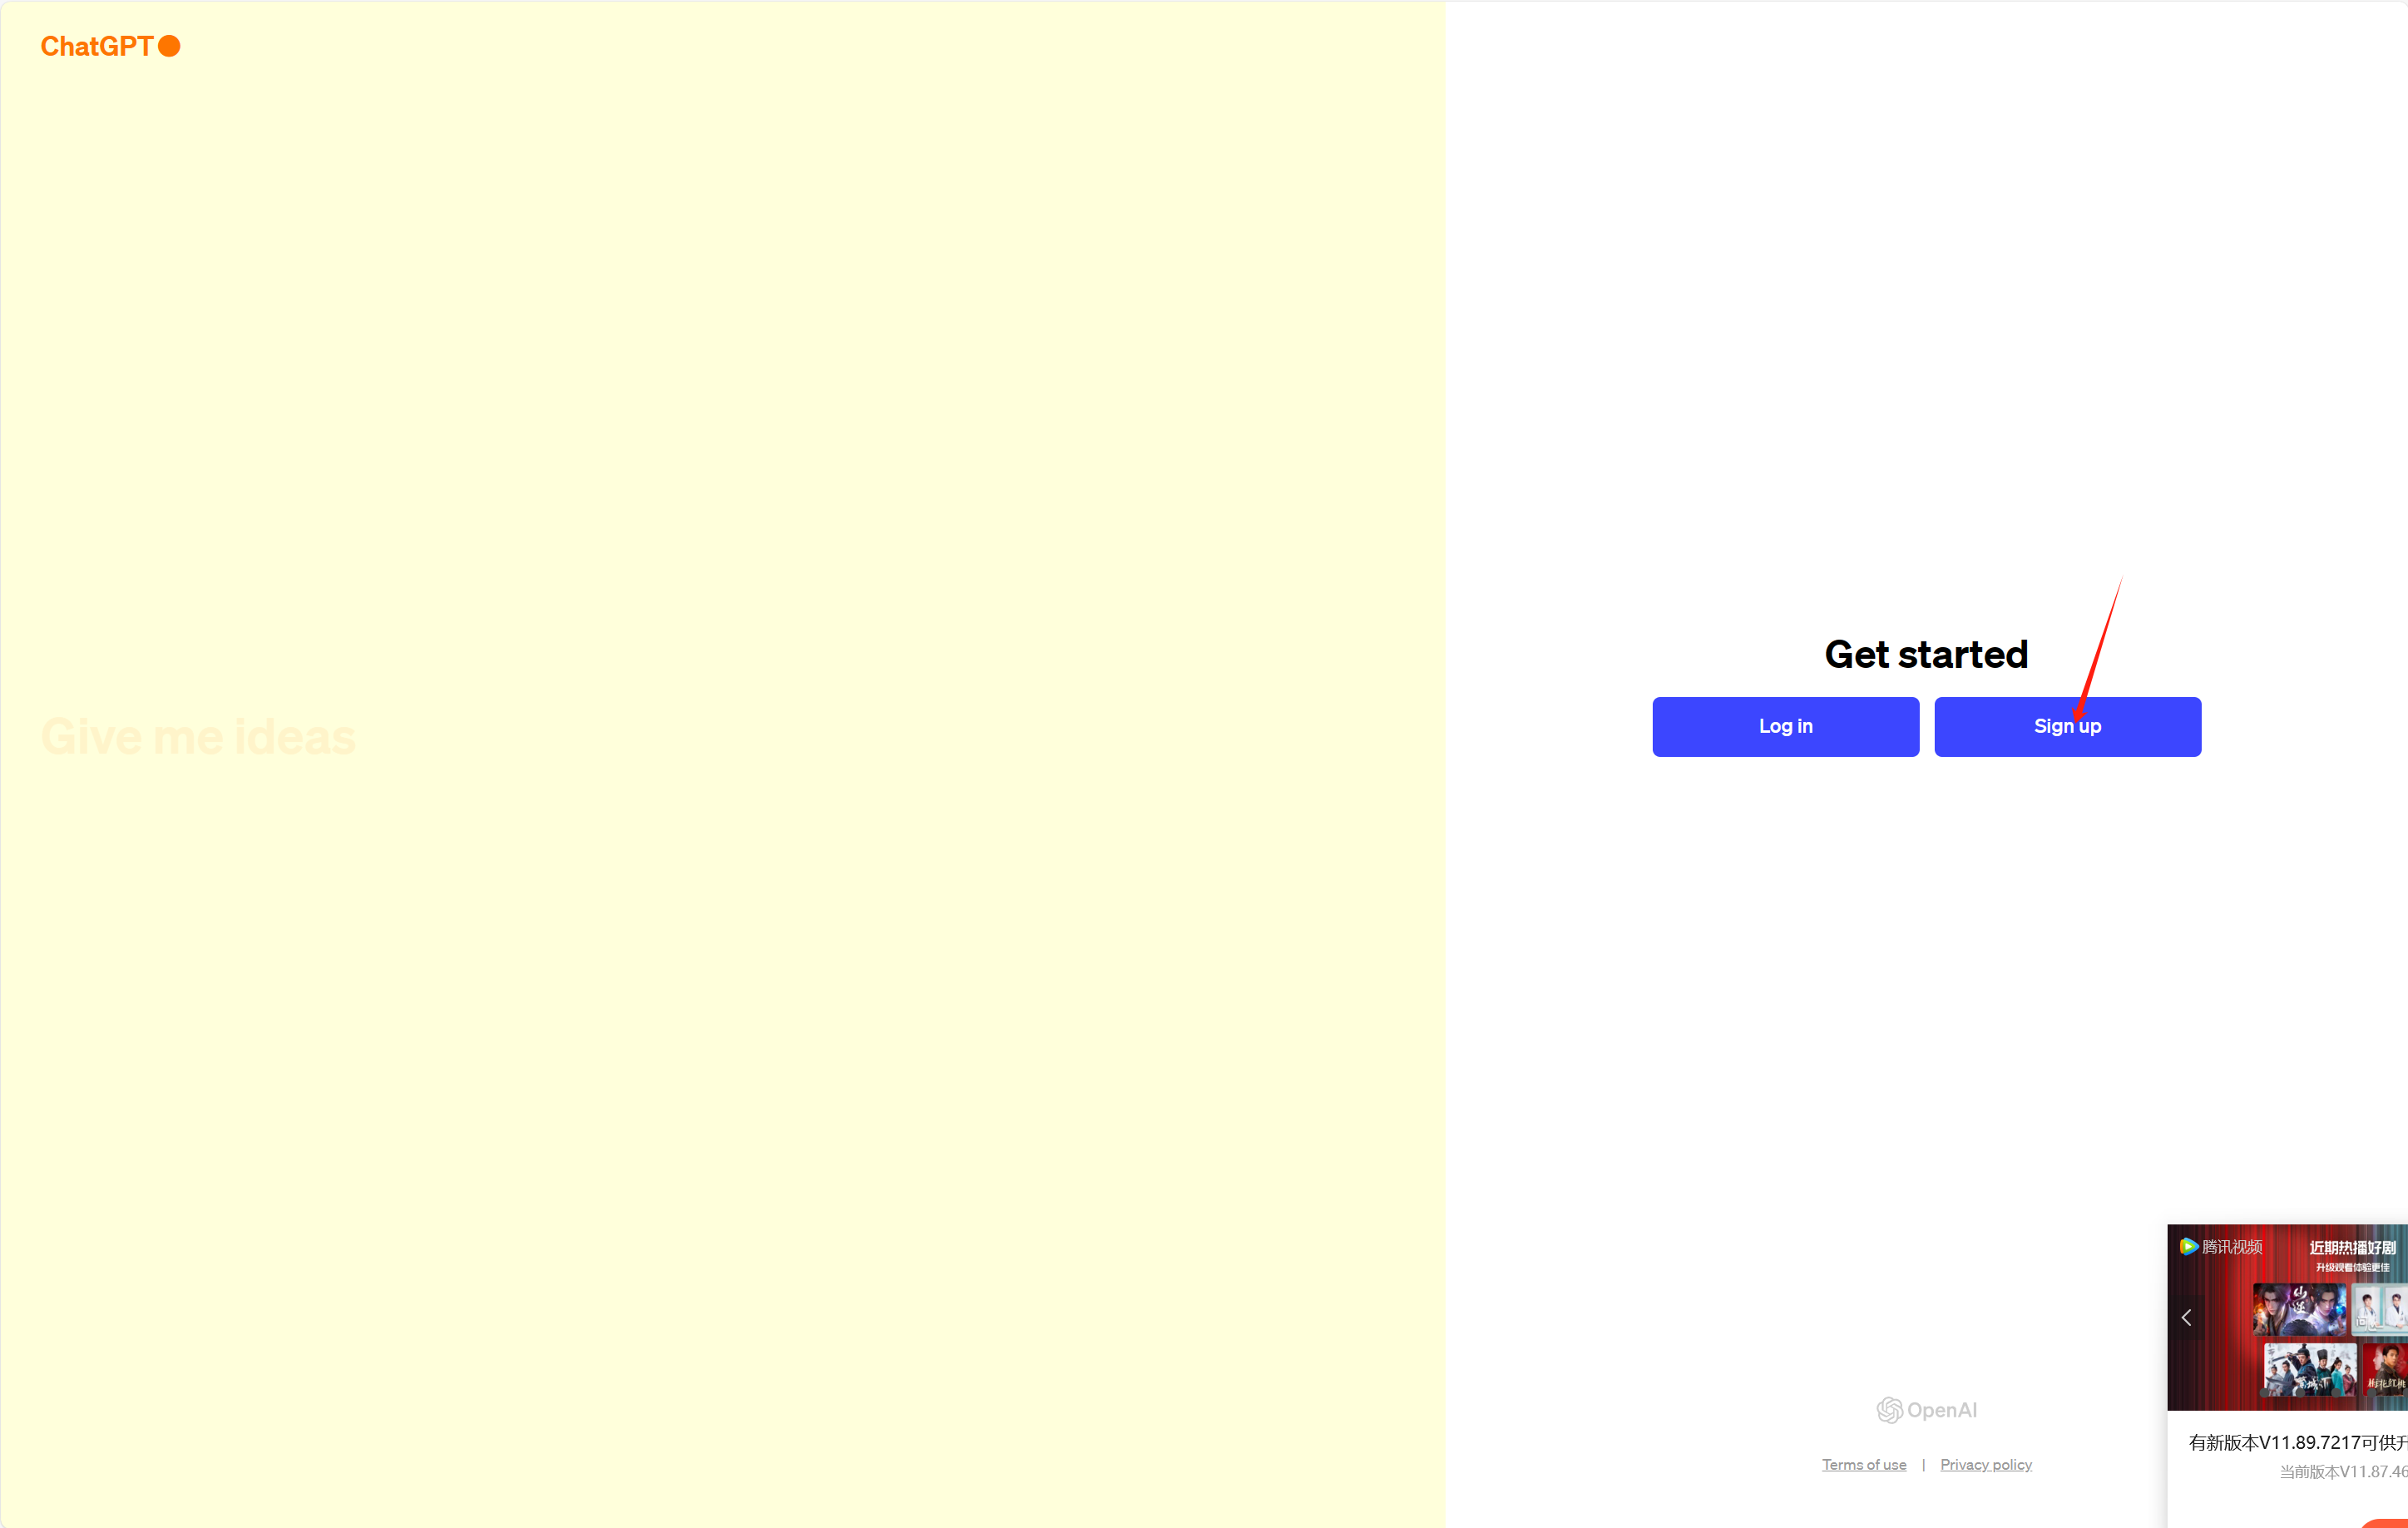 ChatGPT
Give me ideas
Get started
Log in
Sign up
OpenAI
Terms of use | Privacy policy
腾讯视频
近期热播好剧
升级观看体验更佳
有新版本V11.89.7217可供升
当前版本V11.87.46